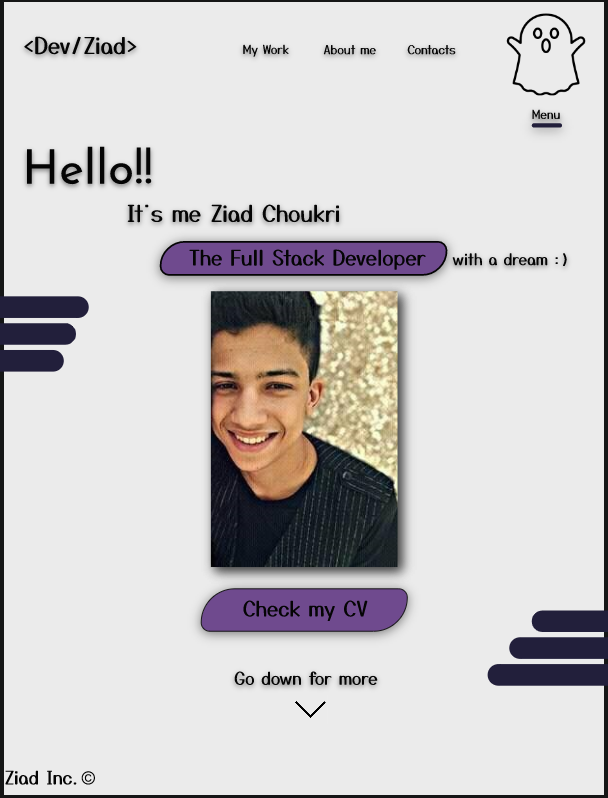 <Dev/Ziad>
My Work
About me
Contacts
Menu
Hello!!
It's me Ziad Choukri
The Full Stack Developer with a dream :)
Check my CV
Go down for more
Ziad Inc. ©